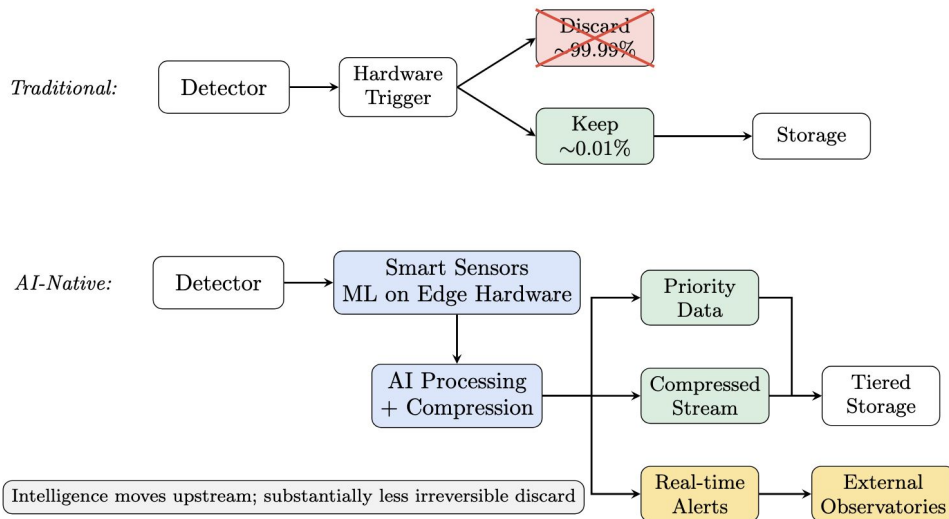 Traditional:
Detector
Hardware
Trigger
Discard
~99.99%
Keep
~0.01%
Storage
AI-Native:
Detector
Smart Sensors
ML on Edge Hardware
AI Processing
+ Compression
Priority
Data
Compressed
Stream
Tiered
Storage
Real-time
Alerts
External
Observatories
Intelligence moves upstream; substantially less irreversible discard